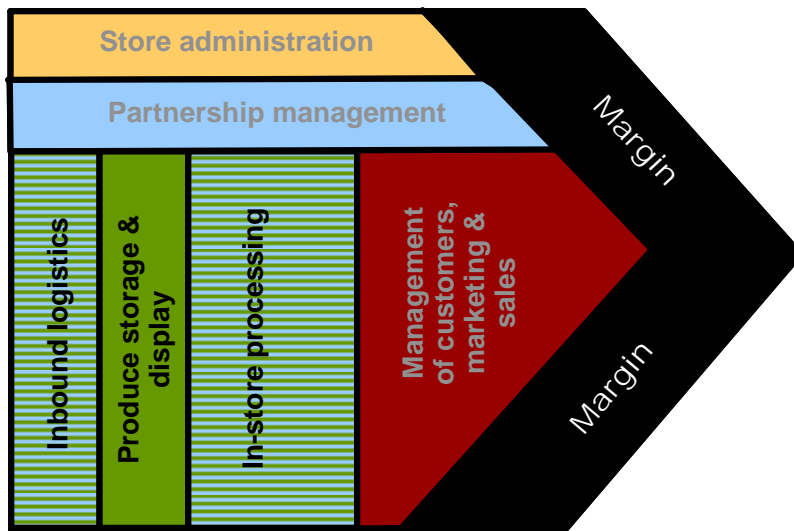 Store administration
Partnership management
Margin
Inbound logistics
Produce storage &
display
In-store processing
Management
of customers,
marketing &
sales
Margin